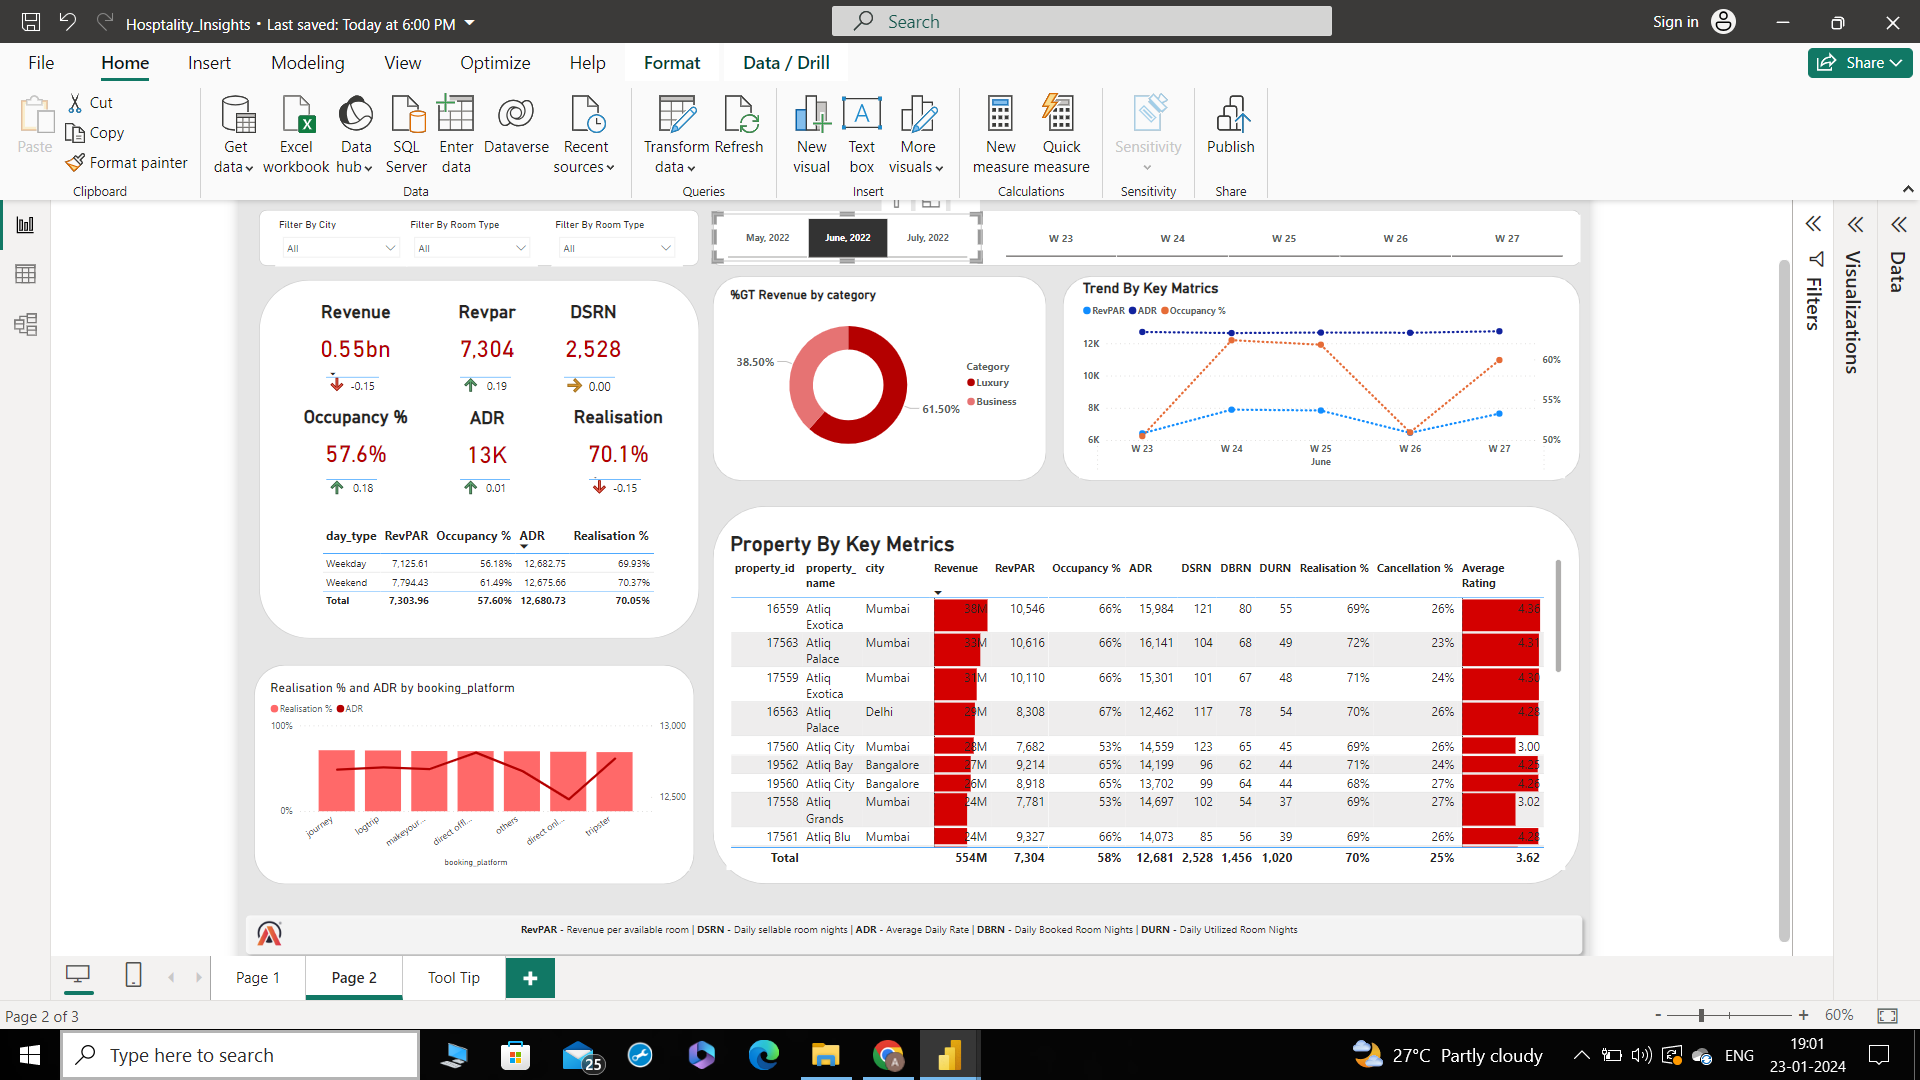 Hosptality_Insights • Last saved: Today at 6:00 PM
Search
Sign in
File Home Insert Modeling View Optimize Help Format Data / Drill
Share
Paste
Cut
Copy
Format painter
Clipboard
Get data
Excel workbook
Data hub
SQL Server
Enter data
Dataverse
Recent sources
Data
Transform data
Refresh
Queries
New visual
Text box
More visuals
Insert
New measure
Quick measure
Calculations
Sensitivity
Sensitivity
Publish
Share
Filter By City Filter By Room Type Filter By Room Type
All All All
May, 2022 June, 2022 July, 2022
W 23 W 24 W 25 W 26 W 27
Filters
Visualizations
Data
Revenue Revpar DSRN
0.55bn 7,304 2,528
-0.15 0.19 0.00
Occupancy % ADR Realisation
57.6% 13K 70.1%
0.18 0.01 -0.15
day_type RevPAR Occupancy % ADR Realisation %
Weekday 7,125.61 56.18% 12,682.75 69.93%
Weekend 7,794.43 61.49% 12,675.66 70.37%
Total 7,303.96 57.60% 12,680.73 70.05%
%GT Revenue by category
38.50%
61.50%
Category
Luxury
Business
Trend By Key Matrics
RevPAR ADR Occupancy %
12K
10K
8K
6K
60%
55%
50%
W 23 W 24 W 25 W 26 W 27
June
Realisation % and ADR by booking_platform
Realisation % ADR
100%
0%
13,000
12,500
journey logtrip makeyour... direct offl... others direct onl... tripster
booking_platform
Property By Key Metrics
property_id property_name city Revenue RevPAR Occupancy % ADR DSRN DBRN DURN Realisation % Cancellation % Average Rating
16559 Atliq Exotica Mumbai 38M 10,546 66% 15,984 121 80 55 69% 26% 4.30
17563 Atliq Palace Mumbai 33M 10,616 66% 16,141 104 68 49 72% 23% 4.31
17559 Atliq Exotica Mumbai 31M 10,110 66% 15,301 101 67 48 71% 24% 4.30
16563 Atliq Palace Delhi 29M 8,308 67% 12,462 117 78 54 70% 26% 4.28
17560 Atliq City Mumbai 28M 7,682 53% 14,559 123 65 45 69% 26% 3.00
19562 Atliq Bay Bangalore 27M 9,214 65% 14,199 96 62 44 71% 24% 4.25
19560 Atliq City Bangalore 26M 8,918 65% 13,702 99 64 44 68% 27% 4.26
17558 Atliq Grands Mumbai 24M 7,781 53% 14,697 102 54 37 69% 27% 3.02
17561 Atliq Blu Mumbai 24M 9,327 66% 14,073 85 56 39 69% 26% 4.28
Total 554M 7,304 58% 12,681 2,528 1,456 1,020 70% 25% 3.62
RevPAR - Revenue per available room | DSRN - Daily sellable room nights | ADR - Average Daily Rate | DBRN - Daily Booked Room Nights | DURN - Daily Utilized Room Nights
Page 1 Page 2 Tool Tip +
Page 2 of 3
- + 60%
Type here to search
25
27°C Partly cloudy
ENG
19:01
23-01-2024